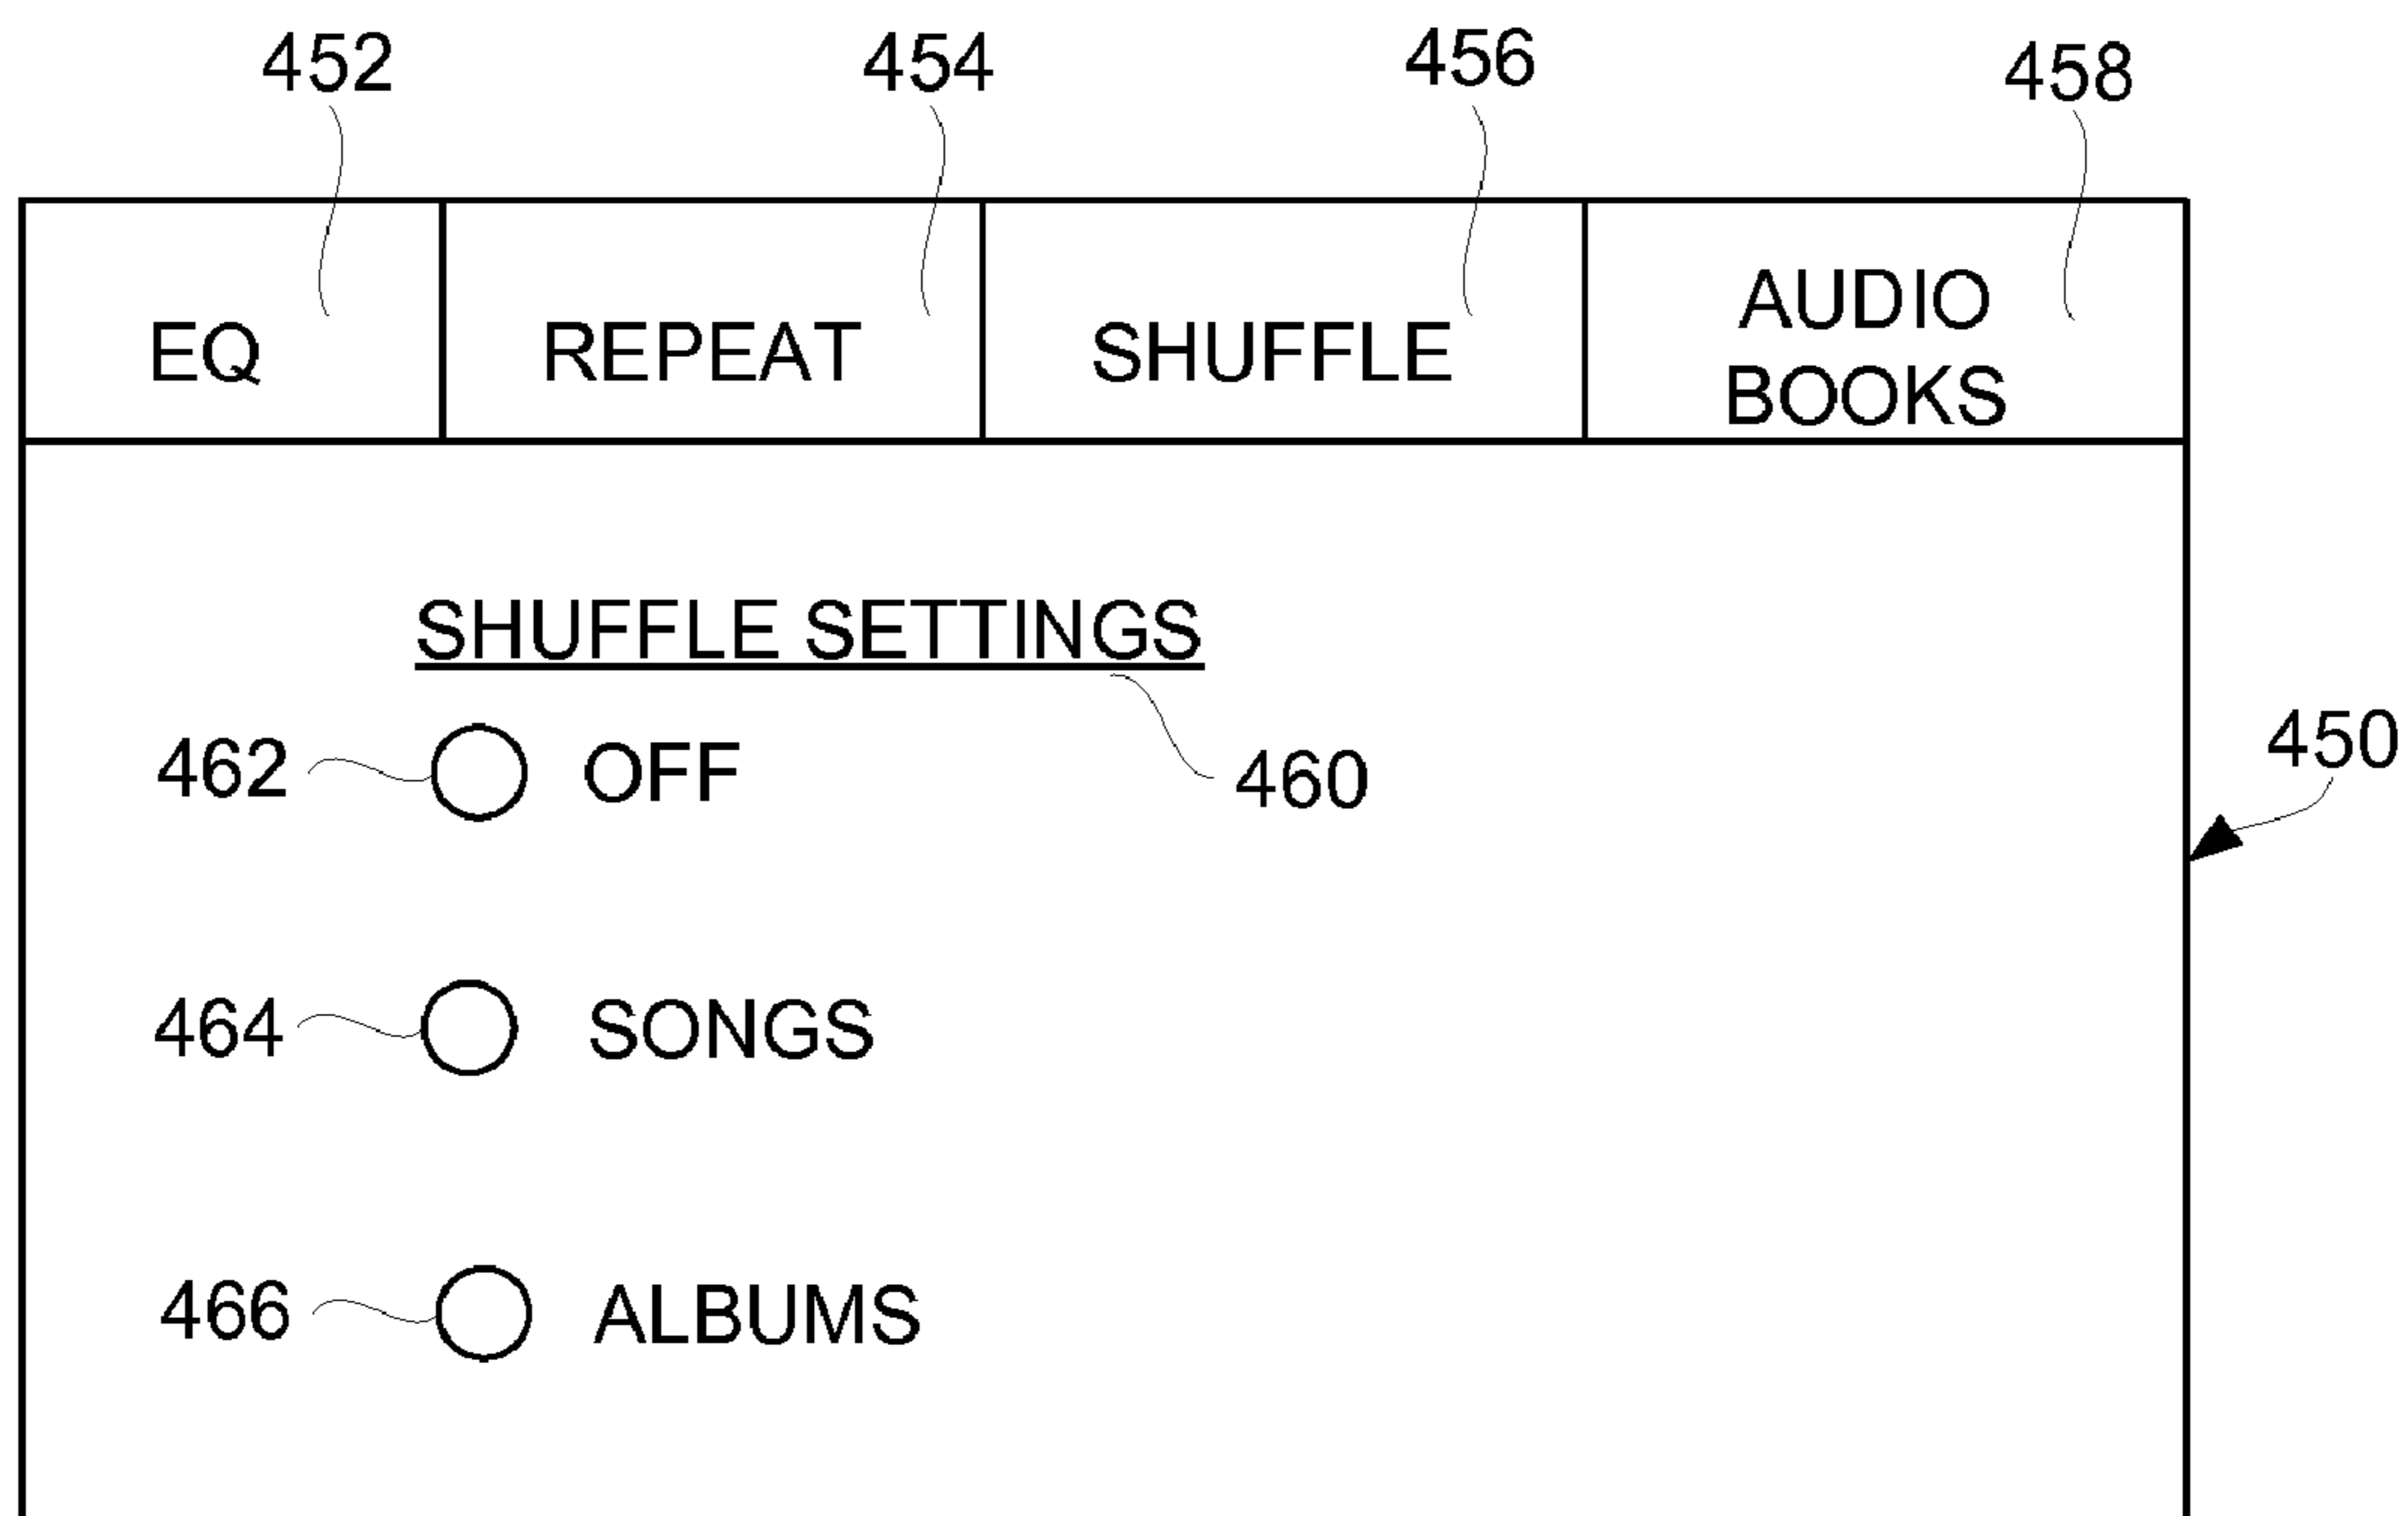 452 454 456 458
EQ REPEAT SHUFFLE AUDIO BOOKS
SHUFFLE SETTINGS
460
450
462 OFF
464 SONGS
466 ALBUMS